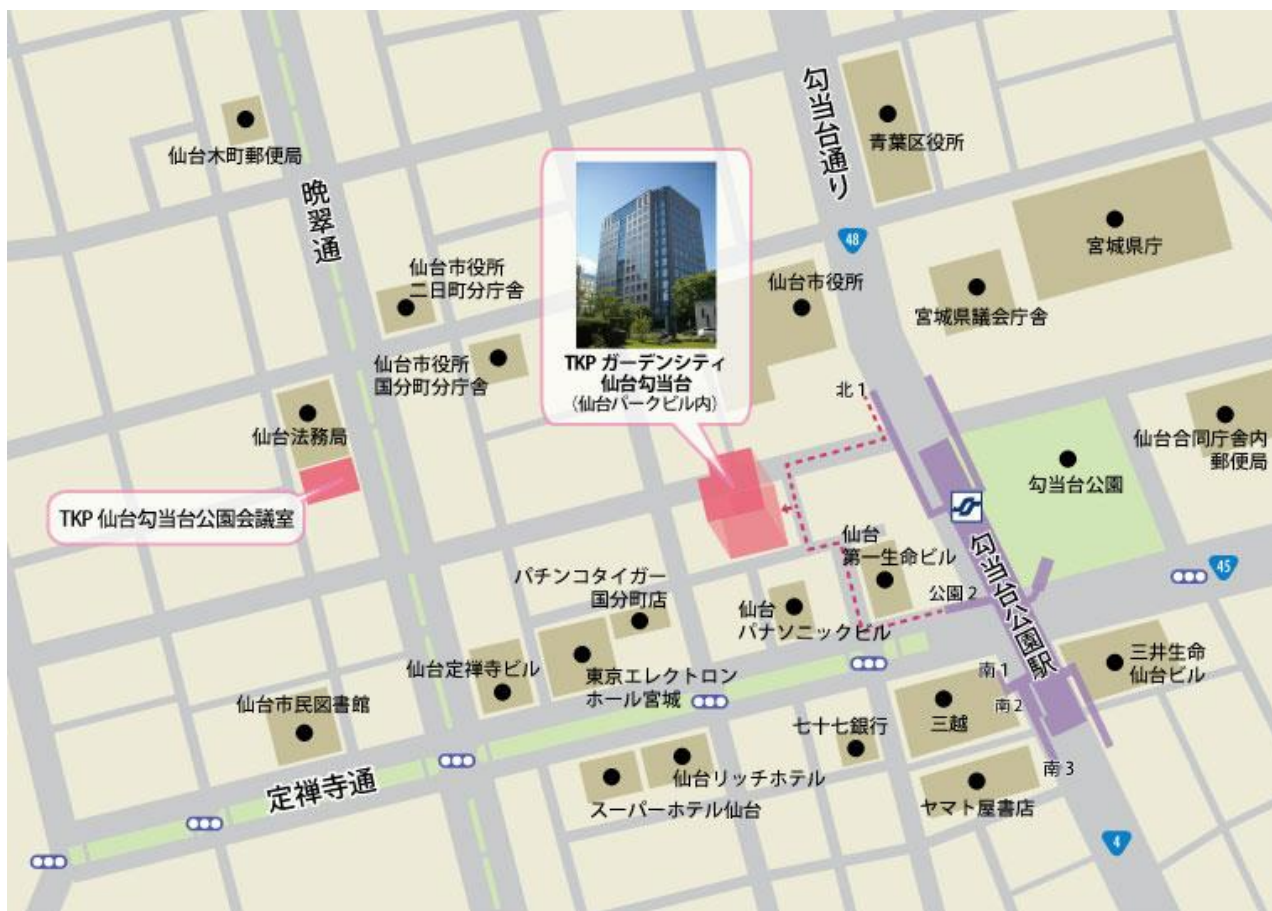 勾当台通り
青葉区役所
仙台木町郵便局
晩翠通
48
宮城県庁
仙台市役所
二日町分庁舎
仙台市役所
宮城県議会庁舎
仙台市役所
国分町分庁舎
TKP ガーデンシティ
仙台勾当台
(仙台パークビル内)
北1
仙台法務局
仙台合同庁舎内
郵便局
勾当台公園
TKP 仙台勾当台公園会議室
仙台
第一生命ビル
勾当台公園駅
45
パチンコタイガー
国分町店
公園2
仙台
パナソニックビル
仙台定禅寺ビル
東京エレクトロン
ホール宮城
三井生命
仙台ビル
南1
南2
仙台市民図書館
三越
七十七銀行
南3
定禅寺通
仙台リッチホテル
スーパーホテル仙台
ヤマト屋書店
4